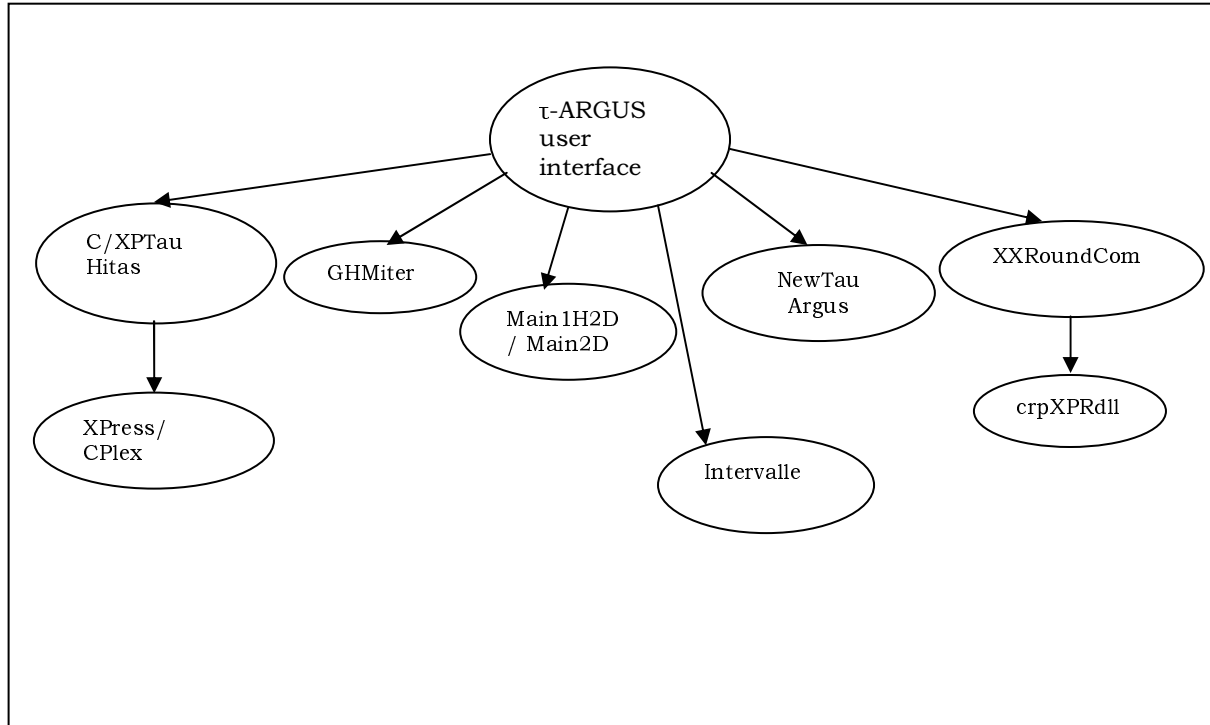 τ-ARGUS
user
interface
C/XPTau
Hitas
GHMiter
Main1H2D
/ Main2D
NewTau
Argus
XXRoundCom
XPress/
CPlex
Intervalle
crpXPRdll